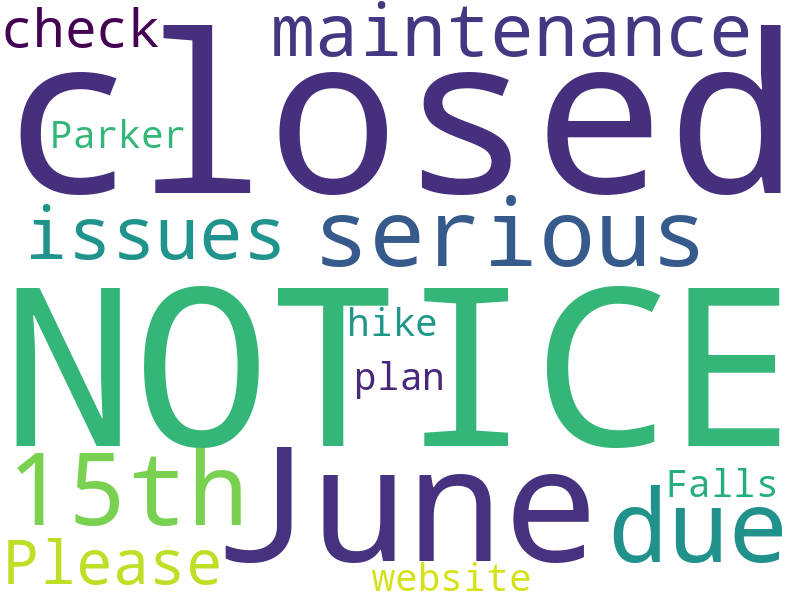 check maintenance
closed
Parker
issues serious
NOTICE
hike
plan
15th June due
Falls
Please
website